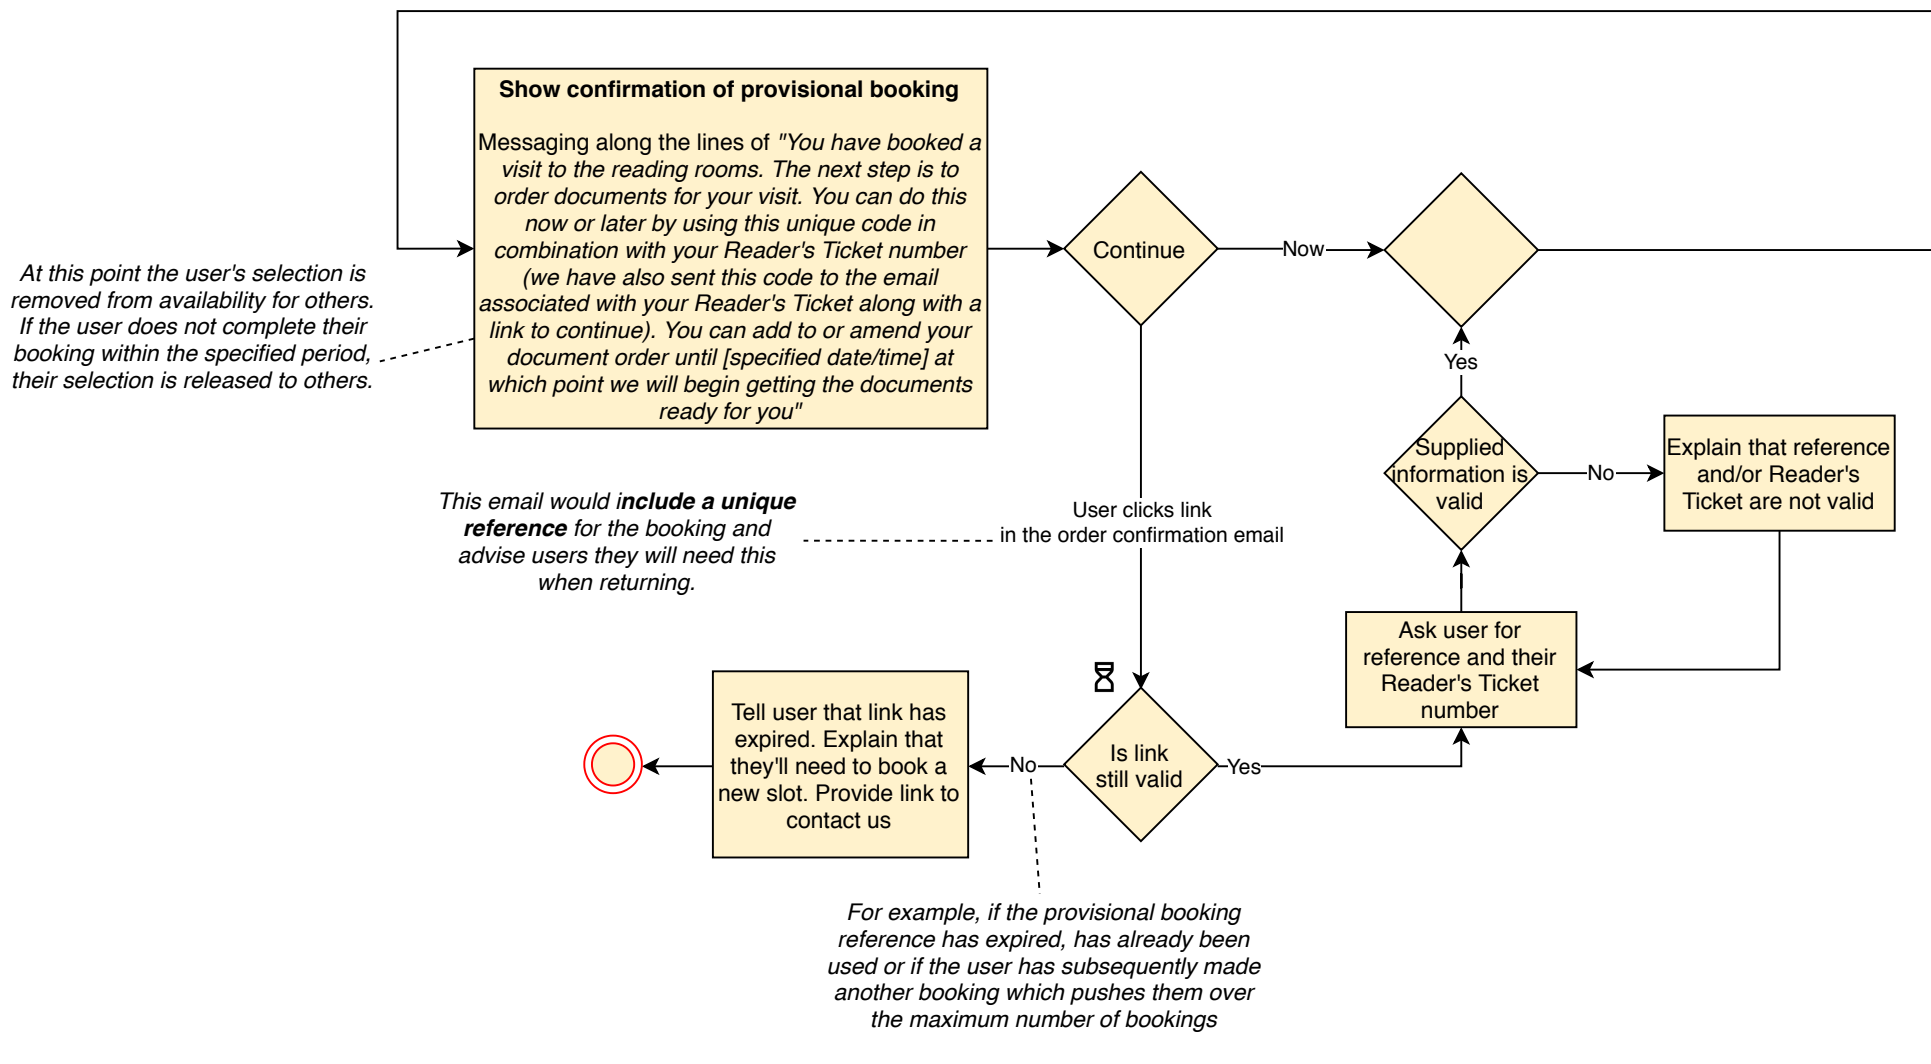 Show confirmation of provisional booking
Messaging along the lines of "You have booked a
visit to the reading rooms. The next step is to
order documents for your visit. You can do this
now or later by using this unique code in
combination with your Reader's Ticket number
(we have also sent this code to the email
associated with your Reader's Ticket along with a
link to continue). You can add to or amend your
document order until [specified date/time] at
which point we will begin getting the documents
ready for you"
At this point the user's selection is
removed from availability for others.
If the user does not complete their
booking within the specified period,
their selection is released to others.
Continue
Now
Yes
Supplied
information is
valid
No
Explain that reference
and/or Reader's
Ticket are not valid
This email would include a unique
reference for the booking and
advise users they will need this
when returning.
User clicks link
in the order confirmation email
Ask user for
reference and their
Reader's Ticket
number
Tell user that link has
expired. Explain that
they'll need to book a
new slot. Provide link to
contact us
No
Is link
still valid
Yes
For example, if the provisional booking
reference has expired, has already been
used or if the user has subsequently made
another booking which pushes them over
the maximum number of bookings